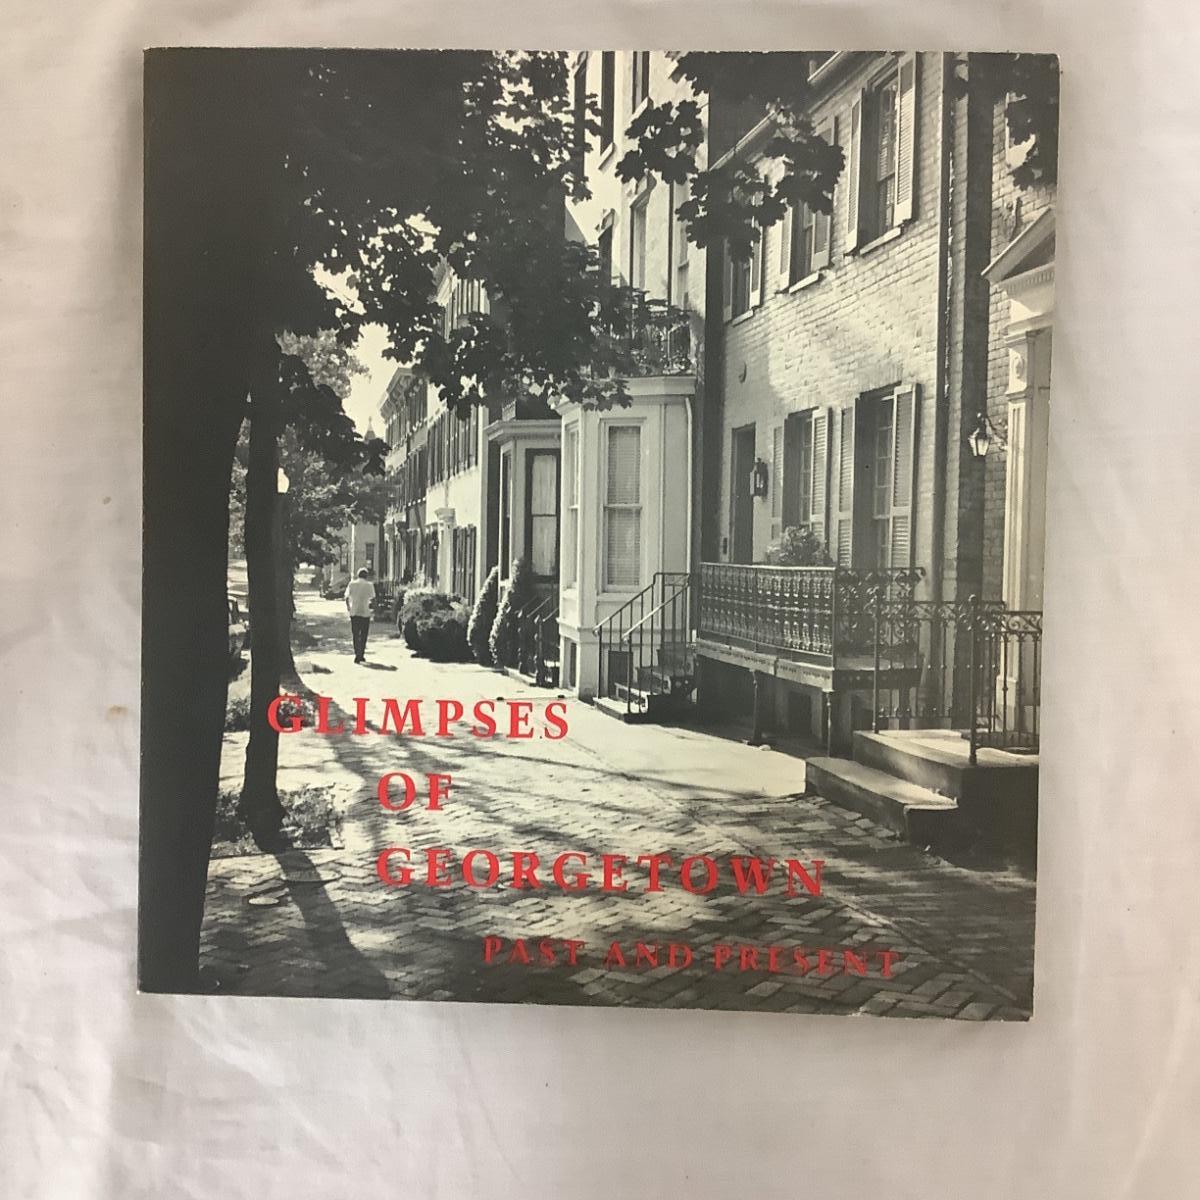 GLIMPSES
OF
GEORGETOWN
PAST AND PRESENT